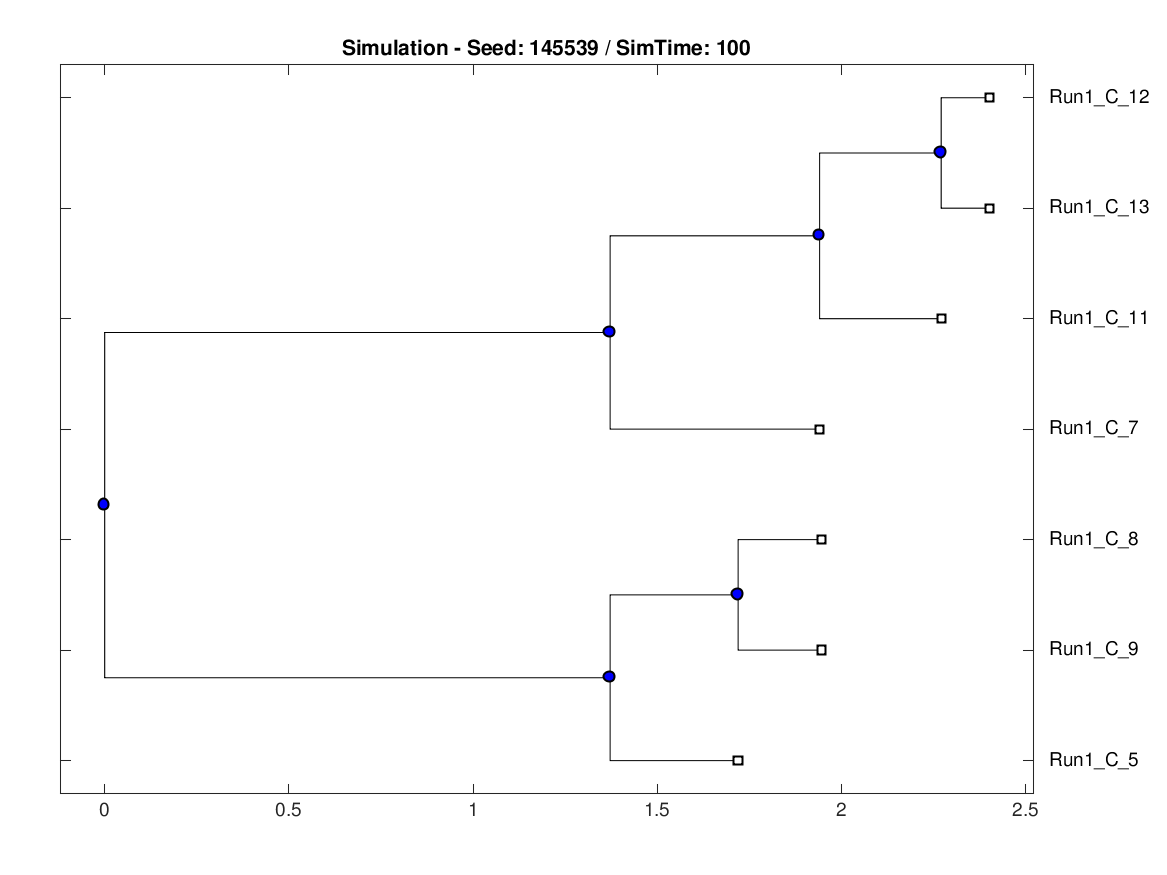 Simulation - Seed: 145539 / SimTime: 100
Run1_C_12
Run1_C_13
Run1_C_11
Run1_C_7
Run1_C_8
Run1_C_9
Run1_C_5
0 0.5 1 1.5 2 2.5